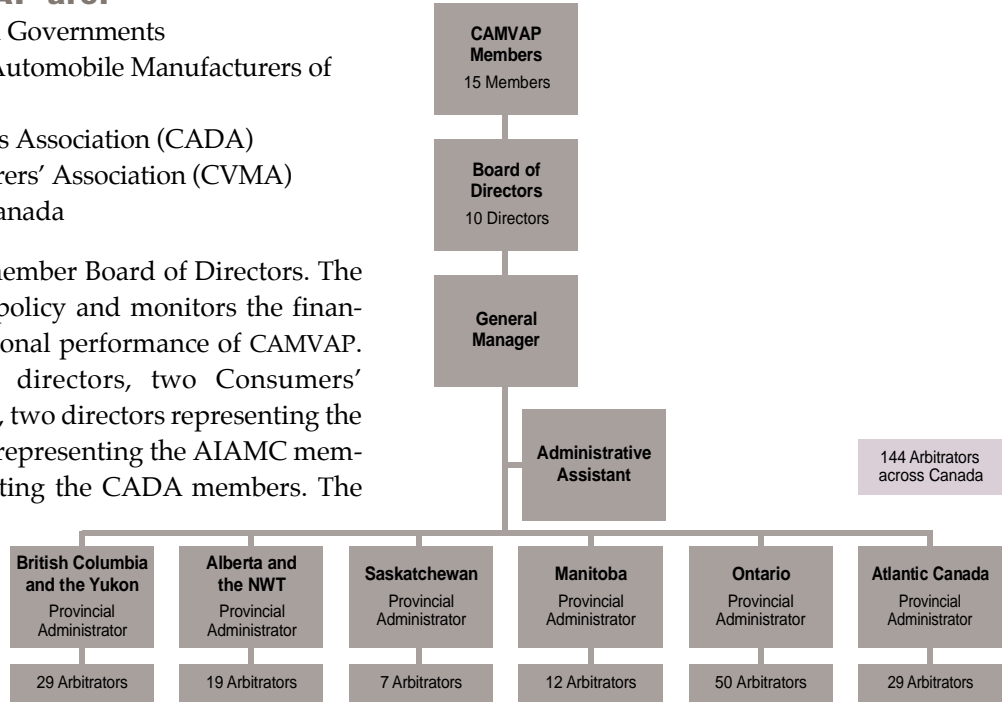 Governments
Automobile Manufacturers of
Association (CADA)
Association (CVMA)
member Board of Directors. The
policy and monitors the finan-
performance of CAMVAP.
directors, two Consumers'
, two directors representing the
representing the AIAMC mem-
the CADA members. The
CAMVAP
Members
15 Members
Board of
Directors
10 Directors
General
Manager
Administrative
Assistant
144 Arbitrators
across Canada
British Columbia
and the Yukon
Provincial
Administrator
29 Arbitrators
Alberta and
the NWT
Provincial
Administrator
19 Arbitrators
Saskatchewan
Provincial
Administrator
7 Arbitrators
Manitoba
Provincial
Administrator
12 Arbitrators
Ontario
Provincial
Administrator
50 Arbitrators
Atlantic Canada
Provincial
Administrator
29 Arbitrators